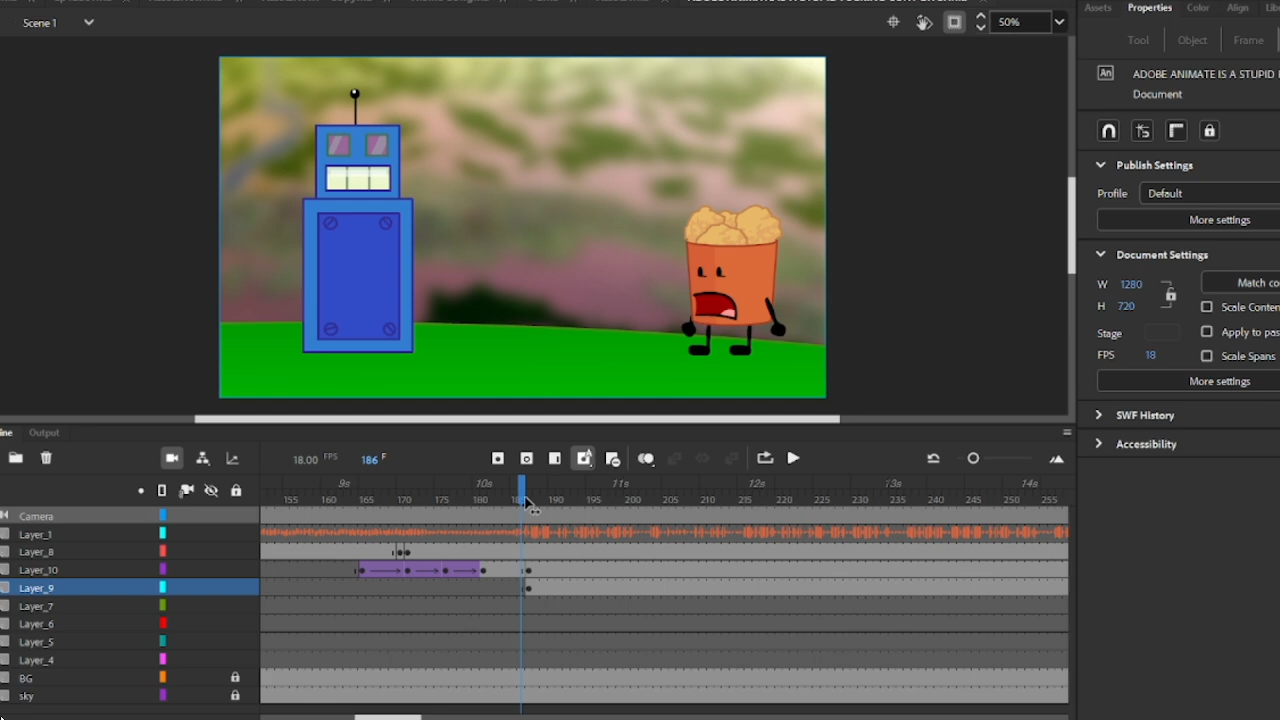 Scene 1
50%
Assets Properties Color Align
Tool Object Frame
An ADOBE ANIMATE IS A STUPID
Document
Publish Settings
Profile Default
More settings
Document Settings
W 1280 Match co
H 720 Scale Conten
Stage Apply to pas
FPS 18 Scale Spans
More settings
SWF History
Accessibility
Output
18.00 FPS 186 F
9s 10s 11s 12s 13s 14s
155 160 165 170 175 180 190 195 200 205 210 215 220 225 230 235 240 245 250 255
Camera
Layer_1
Layer_8
Layer_10
Layer_9
Layer_7
Layer_6
Layer_5
Layer_4
BG
sky